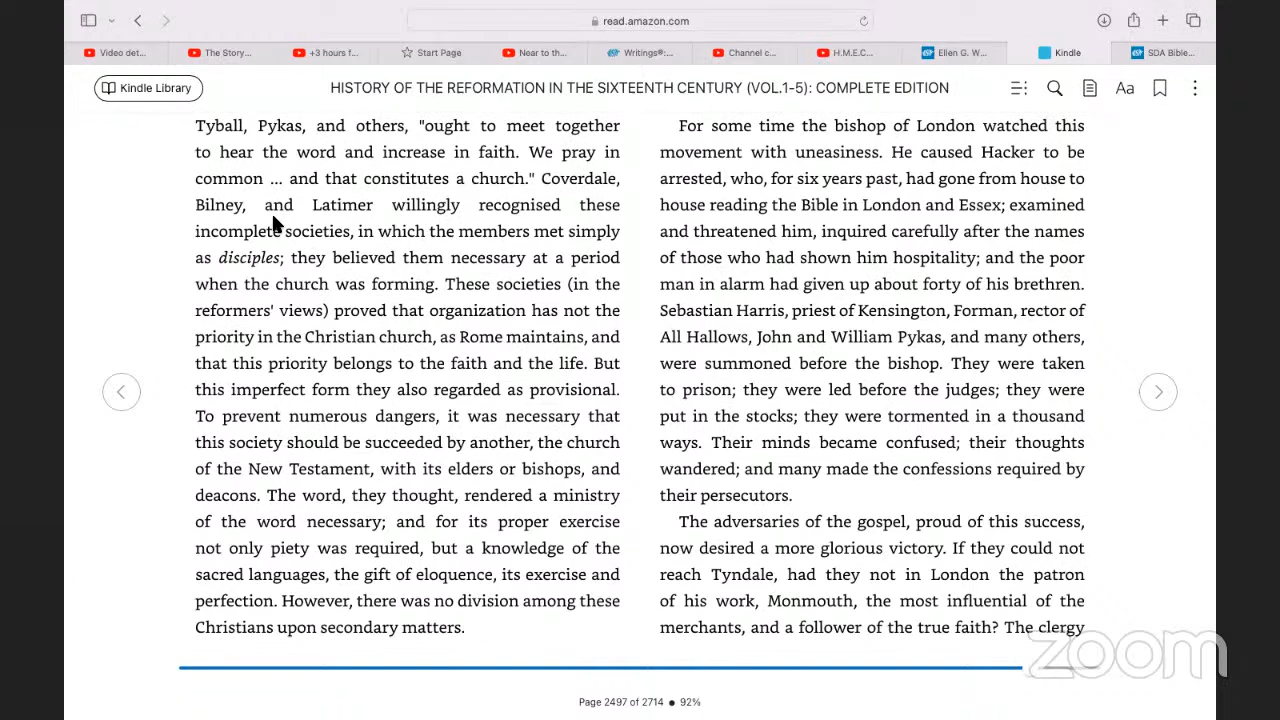 read.amazon.com
Video det...
The Story...
+3 hours f...
Start Page
Near to th...
Writings®:...
Channel c...
H.M.E.C...
Ellen G. W...
Kindle
SDA Bible...
Kindle Library
HISTORY OF THE REFORMATION IN THE SIXTEENTH CENTURY (VOL.1-5): COMPLETE EDITION
Aa
Tyball, Pykas, and others, "ought to meet together
to hear the word and increase in faith. We pray in
common ... and that constitutes a church." Coverdale,
Bilney, and Latimer willingly recognised these
incomplete societies, in which the members met simply
as disciples; they believed them necessary at a period
when the church was forming. These societies (in the
reformers' views) proved that organization has not the
priority in the Christian church, as Rome maintains, and
that this priority belongs to the faith and the life. But
this imperfect form they also regarded as provisional.
To prevent numerous dangers, it was necessary that
this society should be succeeded by another, the church
of the New Testament, with its elders or bishops, and
deacons. The word, they thought, rendered a ministry
of the word necessary; and for its proper exercise
not only piety was required, but a knowledge of the
sacred languages, the gift of eloquence, its exercise and
perfection. However, there was no division among these
Christians upon secondary matters.
For some time the bishop of London watched this
movement with uneasiness. He caused Hacker to be
arrested, who, for six years past, had gone from house to
house reading the Bible in London and Essex; examined
and threatened him, inquired carefully after the names
of those who had shown him hospitality; and the poor
man in alarm had given up about forty of his brethren.
Sebastian Harris, priest of Kensington, Forman, rector of
All Hallows, John and William Pykas, and many others,
were summoned before the bishop. They were taken
to prison; they were led before the judges; they were
put in the stocks; they were tormented in a thousand
ways. Their minds became confused; their thoughts
wandered; and many made the confessions required by
their persecutors.
The adversaries of the gospel, proud of this success,
now desired a more glorious victory. If they could not
reach Tyndale, had they not in London the patron
of his work, Monmouth, the most influential of the
merchants, and a follower of the true faith? The clergy
zoom
Page 2497 of 2714 ● 92%